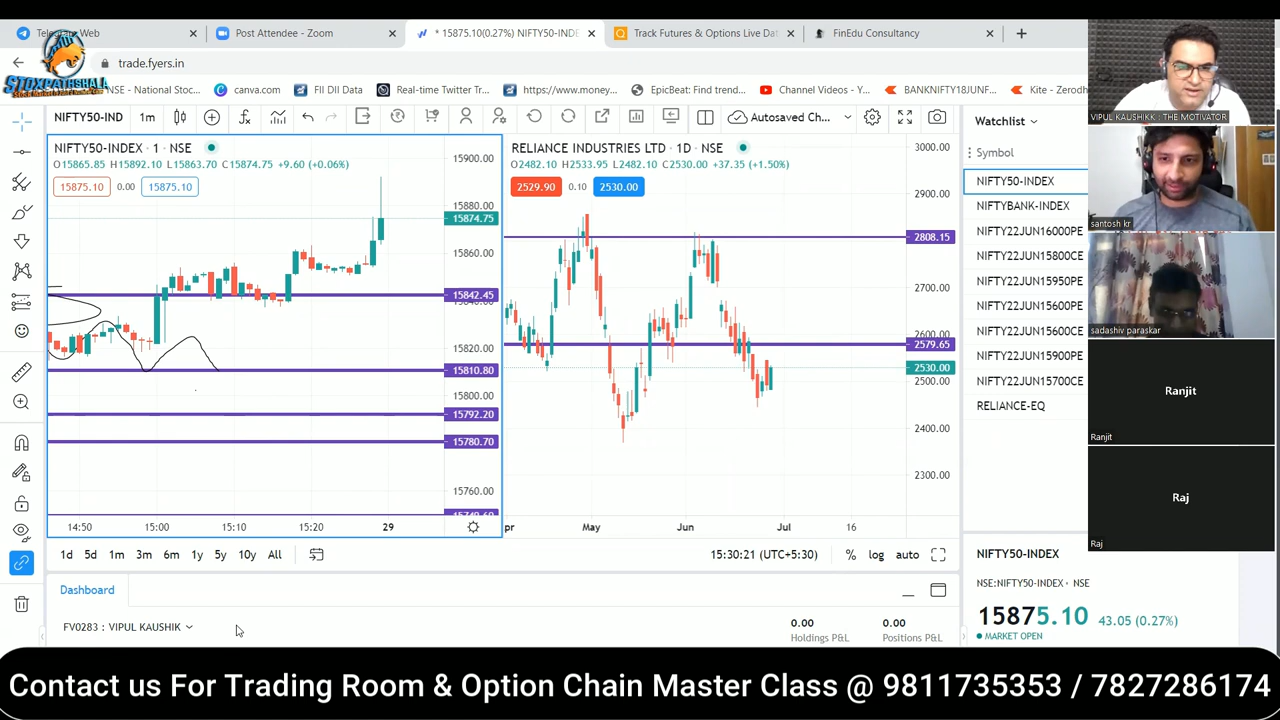 Telegram Web
Post Attendee - Zoom
* 15875.10(0.27%) NIFTY50-INDE
Track Futures & Options Live Dat
FinEdu Consultancy
STOXPATHSHALA
trade.fyers.in
NSE - National Stoc...
canva.com
FII DII Data
Real-time Twitter Tr...
https://www.money...
EpicBeat: Find trend...
Channel Videos - Y...
BANKNIFTY18JUNF...
Kite - Zerodh
NIFTY50-IND
1m
Autosaved Ch...
Watchlist
NIFTY50-INDEX · 1 · NSE
O15865.85 H15892.10 L15863.70 C15874.75 +9.60 (+0.06%)
15875.10 0.00 15875.10
15900.00
15880.00
15874.75
15860.00
15842.45
15820.00
15810.80
15800.00
15792.20
15780.70
15760.00
14:50 15:00 15:10 15:20 29
RELIANCE INDUSTRIES LTD · 1D · NSE
O2482.10 H2533.95 L2482.10 C2530.00 +37.35 (+1.50%)
2529.90 0.10 2530.00
3000.00
2900.00
2808.15
2700.00
2600.00
2579.65
2530.00
2500.00
2400.00
2300.00
pr May Jun Jul 16
Symbol
NIFTY50-INDEX
NIFTYBANK-INDEX
NIFTY22JUN16000PE
NIFTY22JUN15800CE
NIFTY22JUN15950PE
NIFTY22JUN15600PE
NIFTY22JUN15600CE
NIFTY22JUN15900PE
NIFTY22JUN15700CE
RELIANCE-EQ
VIPUL KAUSHIKK : THE MOTIVATOR
santosh kr
sadashiv paraskar
Ranjit
Ranjit
Raj
Raj
1d 5d 1m 3m 6m 1y 5y 10y All
15:30:21 (UTC+5:30) % log auto
Dashboard
FV0283 : VIPUL KAUSHIK
0.00 0.00
Holdings P&L Positions P&L
NIFTY50-INDEX
NSE:NIFTY50-INDEX · NSE
15875.10 43.05 (0.27%)
MARKET OPEN
Contact us For Trading Room & Option Chain Master Class @ 9811735353 / 7827286174